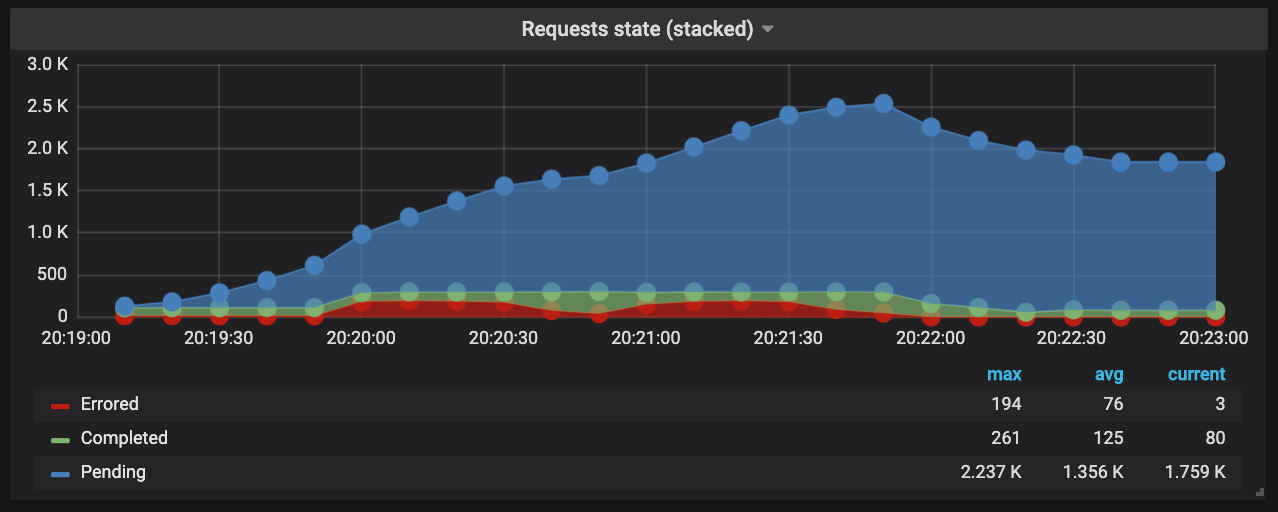 Requests state (stacked)
3.0 K
2.5 K
2.0 K
1.5 K
1.0 K
500
0
20:19:00 20:19:30 20:20:00 20:20:30 20:21:00 20:21:30 20:22:00 20:22:30 20:23:00
max avg current
Errored 194 76 3
Completed 261 125 80
Pending 2.237 K 1.356 K 1.759 K